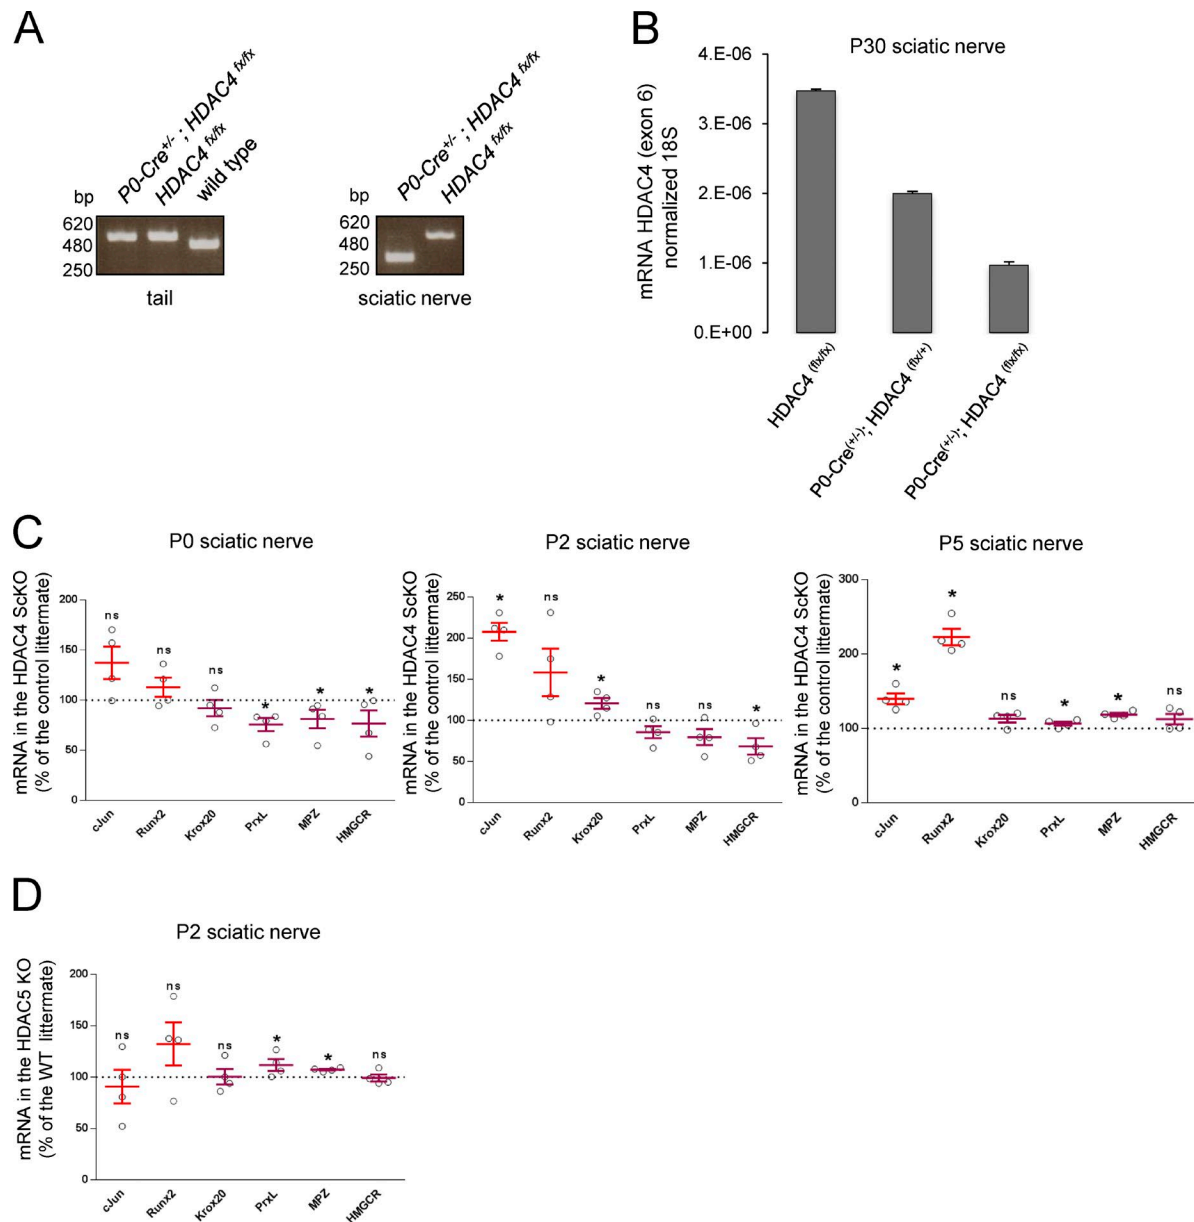 A
P0-Cre+/- ; HDAC4 fx/fx
HDAC4 fx/fx
wild type
bp
620
480
250
tail
P0-Cre+/- ; HDAC4 fx/fx
HDAC4 fx/fx
bp
620
480
250
sciatic nerve
B
P30 sciatic nerve
mRNA HDAC4 (exon 6)
normalized 18S
4.E-06
3.E-06
2.E-06
1.E-06
0.E+00
HDAC4 (flx/fx)
P0-Cre(+/-); HDAC4 (flx/+)
P0-Cre(+/-); HDAC4 (flx/fx)
C
P0 sciatic nerve
mRNA in the HDAC4 ScKO
(% of the control littermate)
200
150
100
50
0
ns
ns
ns
*
*
*
cJun
Runx2
Krox20
PrxL
MPZ
HMGCR
P2 sciatic nerve
mRNA in the HDAC4 ScKO
(% of the control littermate)
250
200
150
100
50
0
*
ns
*
ns
ns
*
cJun
Runx2
Krox20
PrxL
MPZ
HMGCR
P5 sciatic nerve
mRNA in the HDAC4 ScKO
(% of the control littermate)
300
200
100
0
*
*
ns
*
*
ns
cJun
Runx2
Krox20
PrxL
MPZ
HMGCR
D
P2 sciatic nerve
mRNA in the HDAC5 KO
(% of the WT littermate)
200
150
100
50
0
ns
ns
ns
*
*
ns
cJun
Runx2
Krox20
PrxL
MPZ
HMGCR